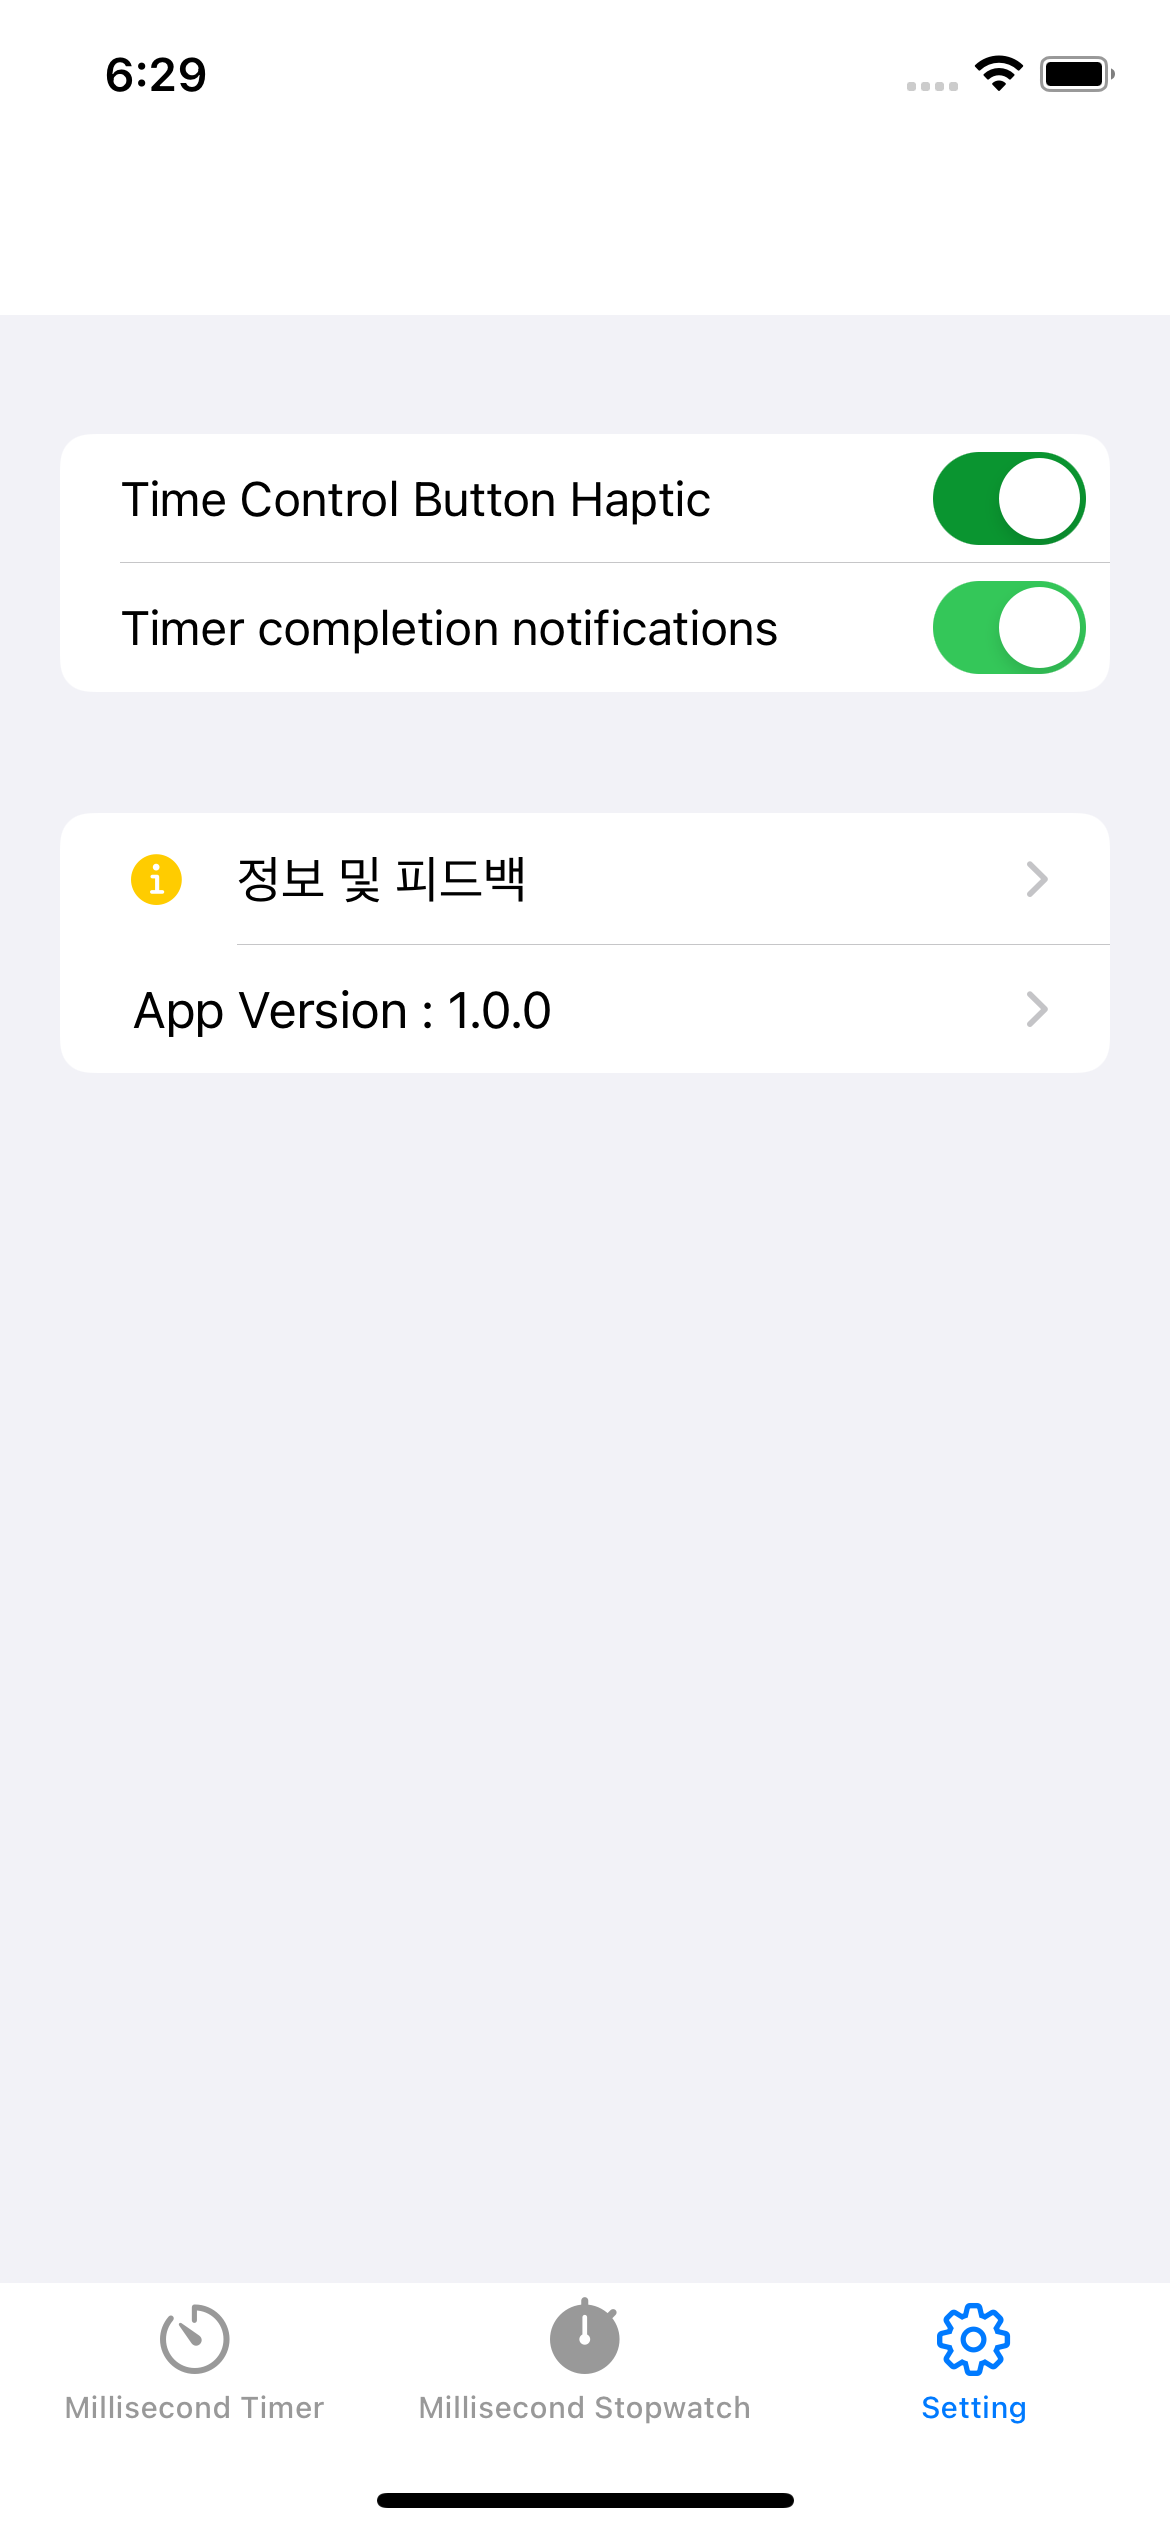 6:29
Time Control Button Haptic
Timer completion notifications
정보 및 피드백
App Version : 1.0.0
Millisecond Timer
Millisecond Stopwatch
Setting